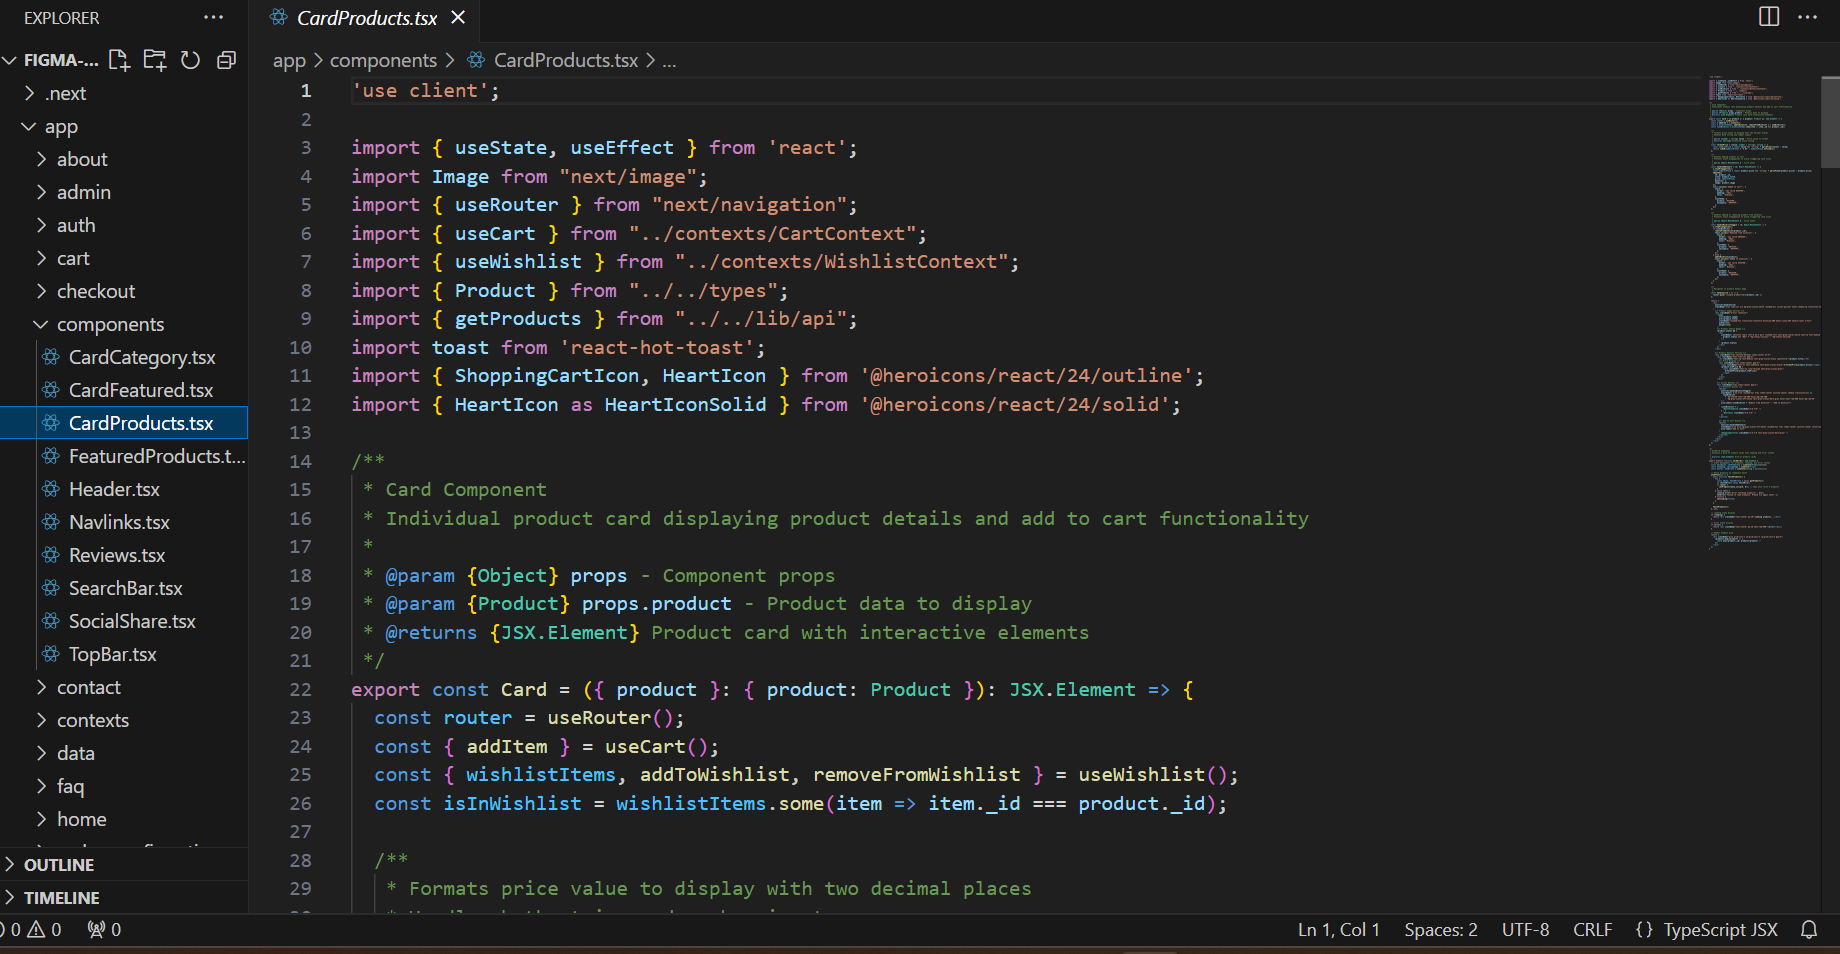 EXPLORER
CardProducts.tsx
FIGMA-...
app > components > CardProducts.tsx > ...
.next
app
about
admin
auth
cart
checkout
components
CardCategory.tsx
CardFeatured.tsx
CardProducts.tsx
FeaturedProducts.t...
Header.tsx
Navlinks.tsx
Reviews.tsx
SearchBar.tsx
SocialShare.tsx
TopBar.tsx
contact
contexts
data
faq
home
OUTLINE
TIMELINE
1 'use client';
2
3 import { useState, useEffect } from 'react';
4 import Image from "next/image";
5 import { useRouter } from "next/navigation";
6 import { useCart } from "../contexts/CartContext";
7 import { useWishlist } from "../contexts/WishlistContext";
8 import { Product } from "../../types";
9 import { getProducts } from "../../lib/api";
10 import toast from 'react-hot-toast';
11 import { ShoppingCartIcon, HeartIcon } from '@heroicons/react/24/outline';
12 import { HeartIcon as HeartIconSolid } from '@heroicons/react/24/solid';
13
14 /**
15 * Card Component
16 * Individual product card displaying product details and add to cart functionality
17 *
18 * @param {Object} props - Component props
19 * @param {Product} props.product - Product data to display
20 * @returns {JSX.Element} Product card with interactive elements
21 */
22 export const Card = ({ product }: { product: Product }): JSX.Element => {
23 const router = useRouter();
24 const { addItem } = useCart();
25 const { wishlistItems, addToWishlist, removeFromWishlist } = useWishlist();
26 const isInWishlist = wishlistItems.some(item => item._id === product._id);
27
28 /**
29 * Formats price value to display with two decimal places
0 0 0
Ln 1, Col 1 Spaces: 2 UTF-8 CRLF {} TypeScript JSX